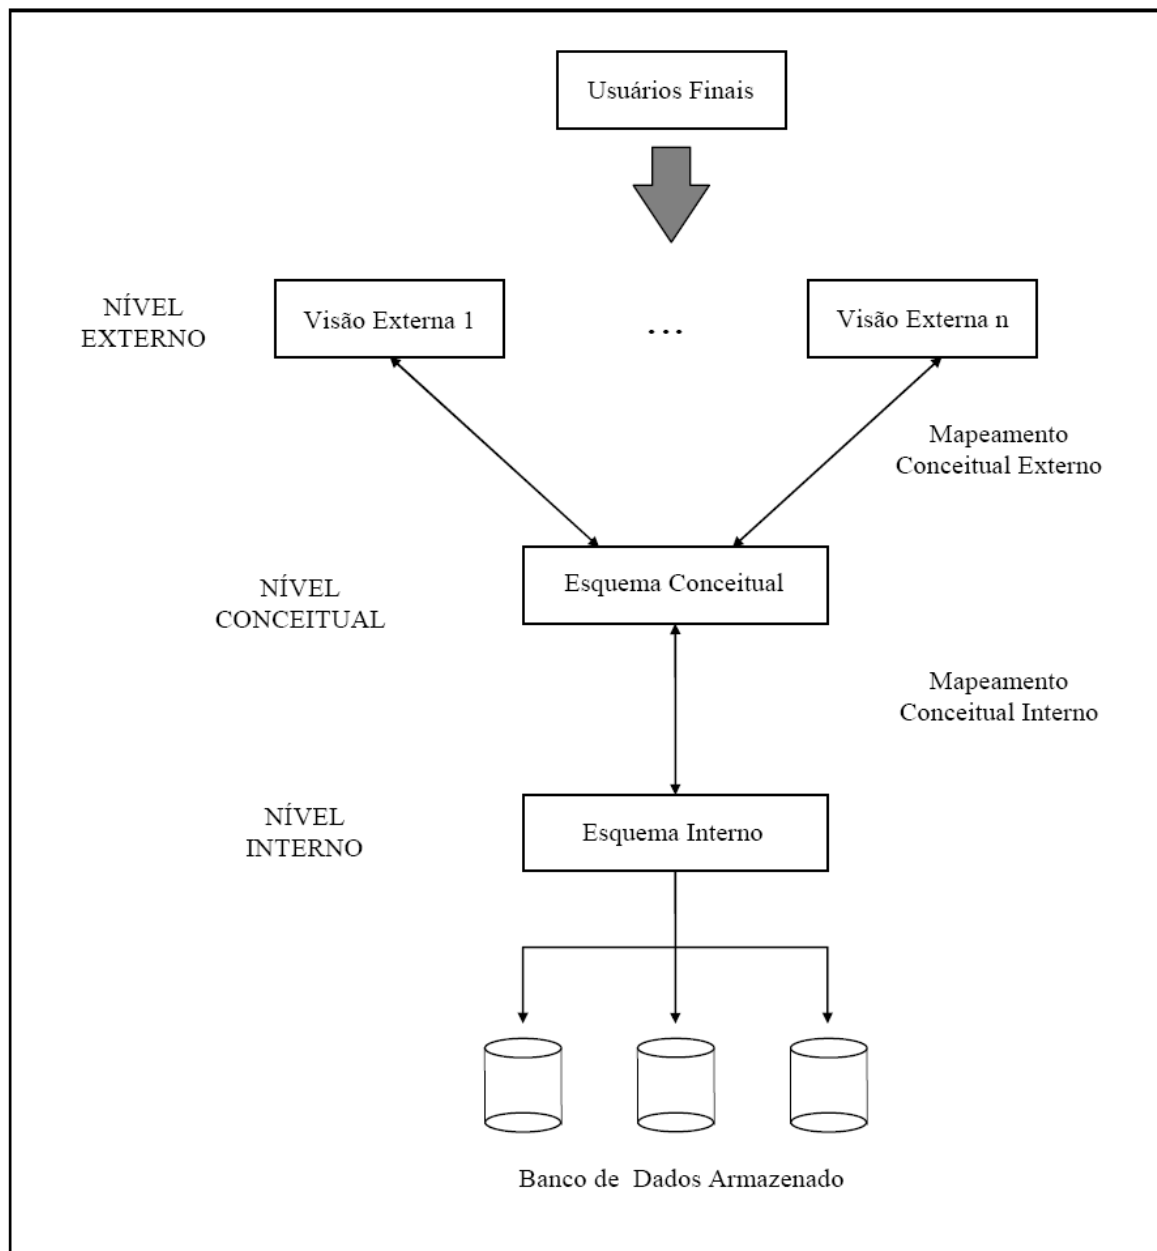 Usuários Finais
NÍVEL
EXTERNO
Visão Externa 1
...
Visão Externa n
Mapeamento
Conceitual Externo
NÍVEL
CONCEITUAL
Esquema Conceitual
Mapeamento
Conceitual Interno
NÍVEL
INTERNO
Esquema Interno
Banco de Dados Armazenado